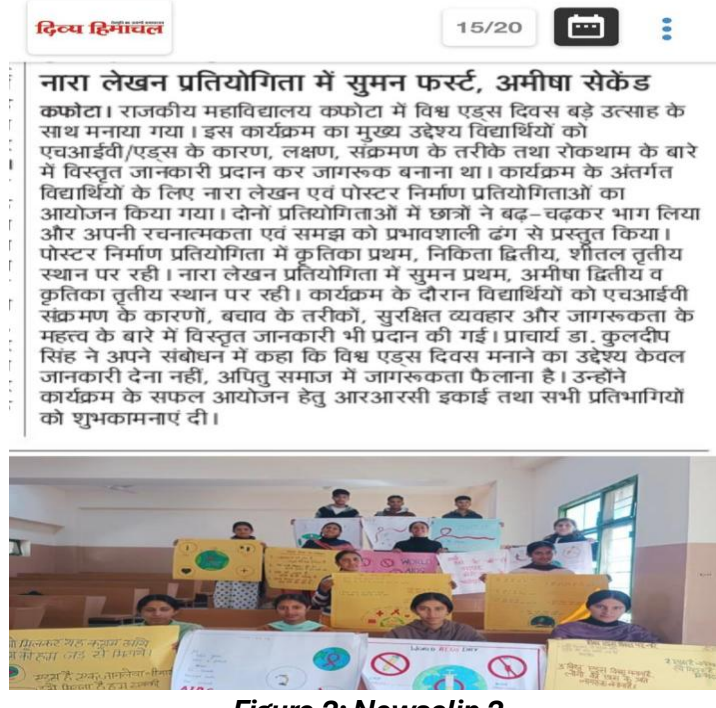 दिव्य हिमाचल
15/20
नारा लेखन प्रतियोगिता में सुमन फर्स्ट, अमीषा सेकेंड
कफोटा। राजकीय महाविद्यालय कफोटा में विश्व एड्स दिवस बड़े उत्साह के
साथ मनाया गया। इस कार्यक्रम का मुख्य उद्देश्य विद्यार्थियों को
एचआईवी/एड्स के कारण, लक्षण, संक्रमण के तरीके तथा रोकथाम के बारे
में विस्तृत जानकारी प्रदान कर जागरूक बनाना था। कार्यक्रम के अंतर्गत
विद्यार्थियों के लिए नारा लेखन एवं पोस्टर निर्माण प्रतियोगिताओं का
आयोजन किया गया। दोनों प्रतियोगिताओं में छात्रों ने बढ़-चढ़कर भाग लिया
और अपनी रचनात्मकता एवं समझ को प्रभावशाली ढंग से प्रस्तुत किया।
पोस्टर निर्माण प्रतियोगिता में कृतिका प्रथम, निकिता द्वितीय, शीतल तृतीय
स्थान पर रही। नारा लेखन प्रतियोगिता में सुमन प्रथम, अमीषा द्वितीय व
कृतिका तृतीय स्थान पर रही। कार्यक्रम के दौरान विद्यार्थियों को एचआईवी
संक्रमण के कारणों, बचाव के तरीकों, सुरक्षित व्यवहार और जागरूकता के
महत्त्व के बारे में विस्तृत जानकारी भी प्रदान की गई। प्राचार्य डा. कुलदीप
सिंह ने अपने संबोधन में कहा कि विश्व एड्स दिवस मनाने का उद्देश्य केवल
जानकारी देना नहीं, अपितु समाज में जागरूकता फैलाना है। उन्होंने
कार्यक्रम के सफल आयोजन हेतु आरआरसी इकाई तथा सभी प्रतिभागियों
को शुभकामनाएं दी।
WORLD AIDS DAY
Figure 2: Newsclip 2